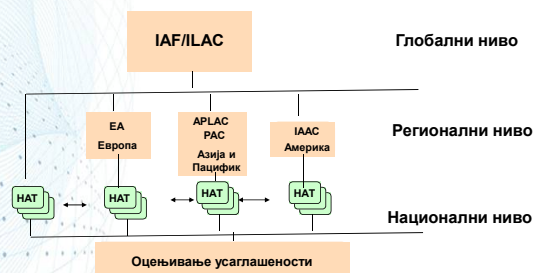 IAF/ILAC
Глобални ниво
EA
Европа
APLAC
PAC
Азија и
Пацифик
IAAC
Америка
Регионални ниво
НАТ
НАТ
НАТ
НАТ
Национални ниво
Оцењивање усаглашености